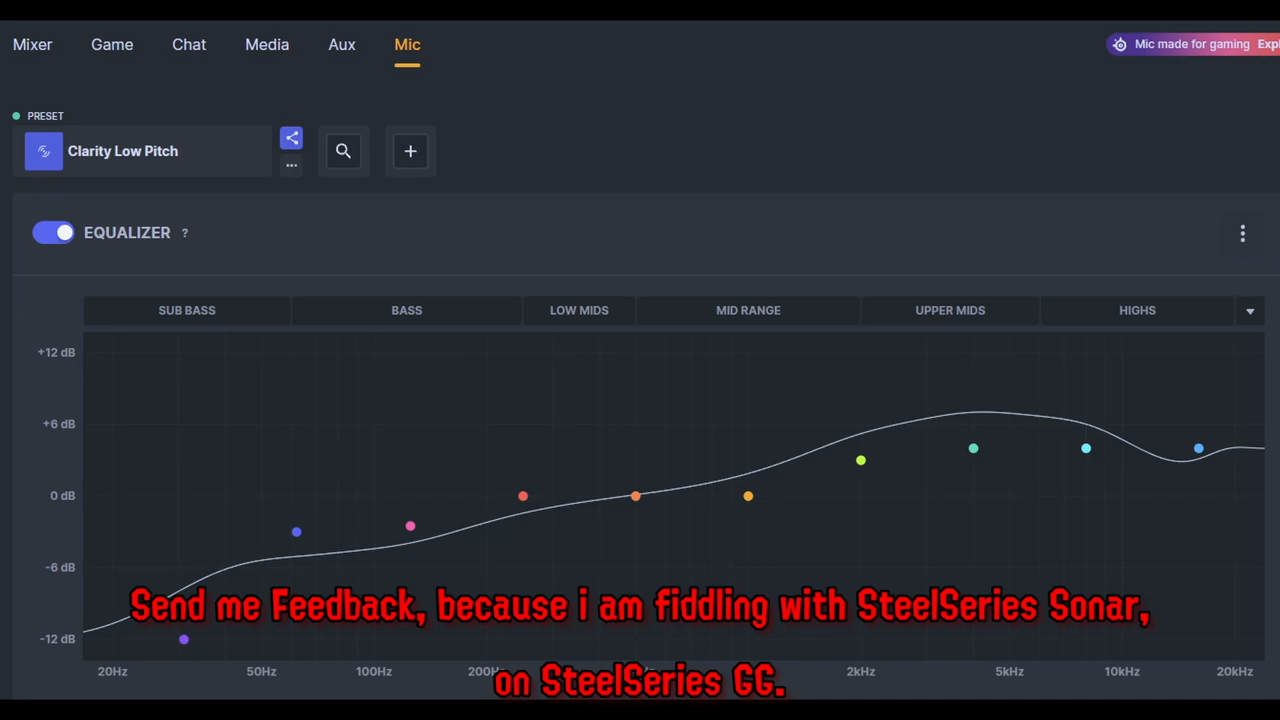 Mixer Game Chat Media Aux Mic
Mic made for gaming Expl
PRESET
Clarity Low Pitch
EQUALIZER ?
SUB BASS BASS LOW MIDS MID RANGE UPPER MIDS HIGHS
+12 dB
+6 dB
0 dB
-6 dB
-12 dB
Send me Feedback, because i am fiddling with SteelSeries Sonar,
on SteelSeries GG.
20Hz 50Hz 100Hz 200Hz 2kHz 5kHz 10kHz 20kHz